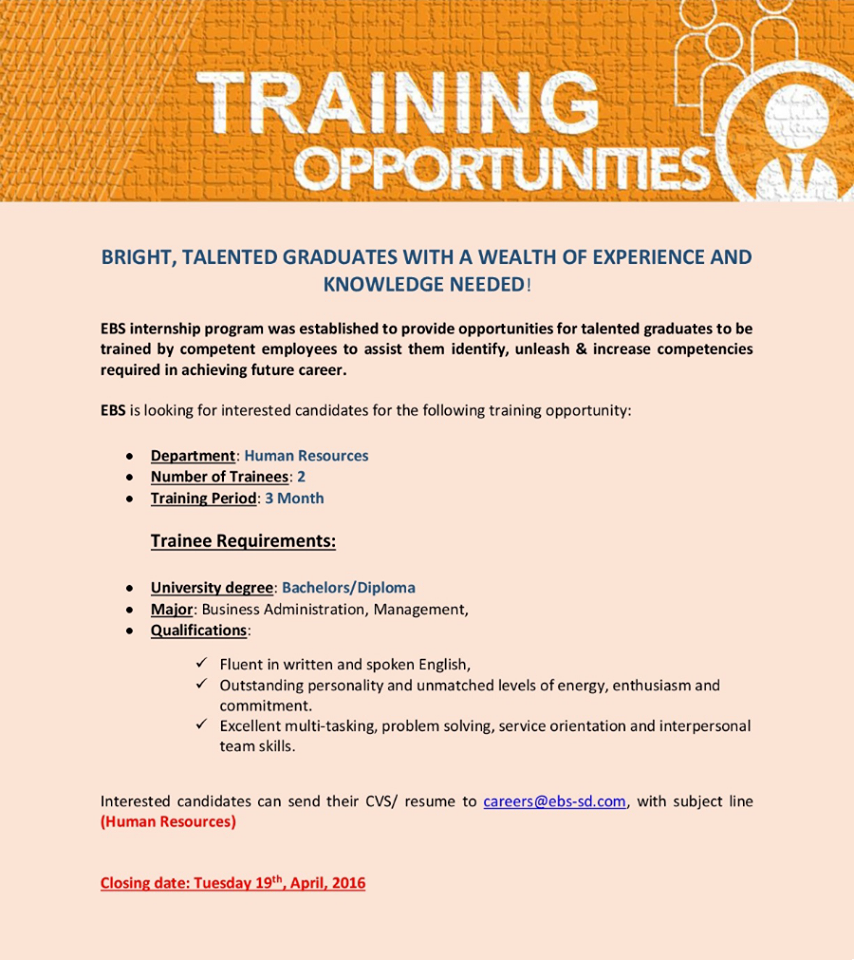 TRAINING
OPPORTUNITIES
BRIGHT, TALENTED GRADUATES WITH A WEALTH OF EXPERIENCE AND
KNOWLEDGE NEEDED!
EBS internship program was established to provide opportunities for talented graduates to be
trained by competent employees to assist them identify, unleash & increase competencies
required in achieving future career.
EBS is looking for interested candidates for the following training opportunity:
• Department: Human Resources
• Number of Trainees: 2
• Training Period: 3 Month
Trainee Requirements:
• University degree: Bachelors/Diploma
• Major: Business Administration, Management,
• Qualifications:
✓ Fluent in written and spoken English,
✓ Outstanding personality and unmatched levels of energy, enthusiasm and
commitment.
✓ Excellent multi-tasking, problem solving, service orientation and interpersonal
team skills.
Interested candidates can send their CVS/ resume to careers@ebs-sd.com, with subject line
(Human Resources)
Closing date: Tuesday 19th, April, 2016